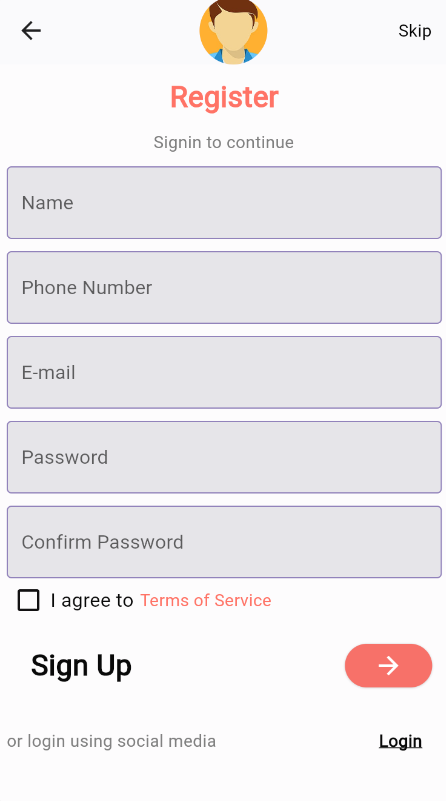 Skip
Register
Signin to continue
Name
Phone Number
E-mail
Password
Confirm Password
I agree to Terms of Service
Sign Up
or login using social media Login